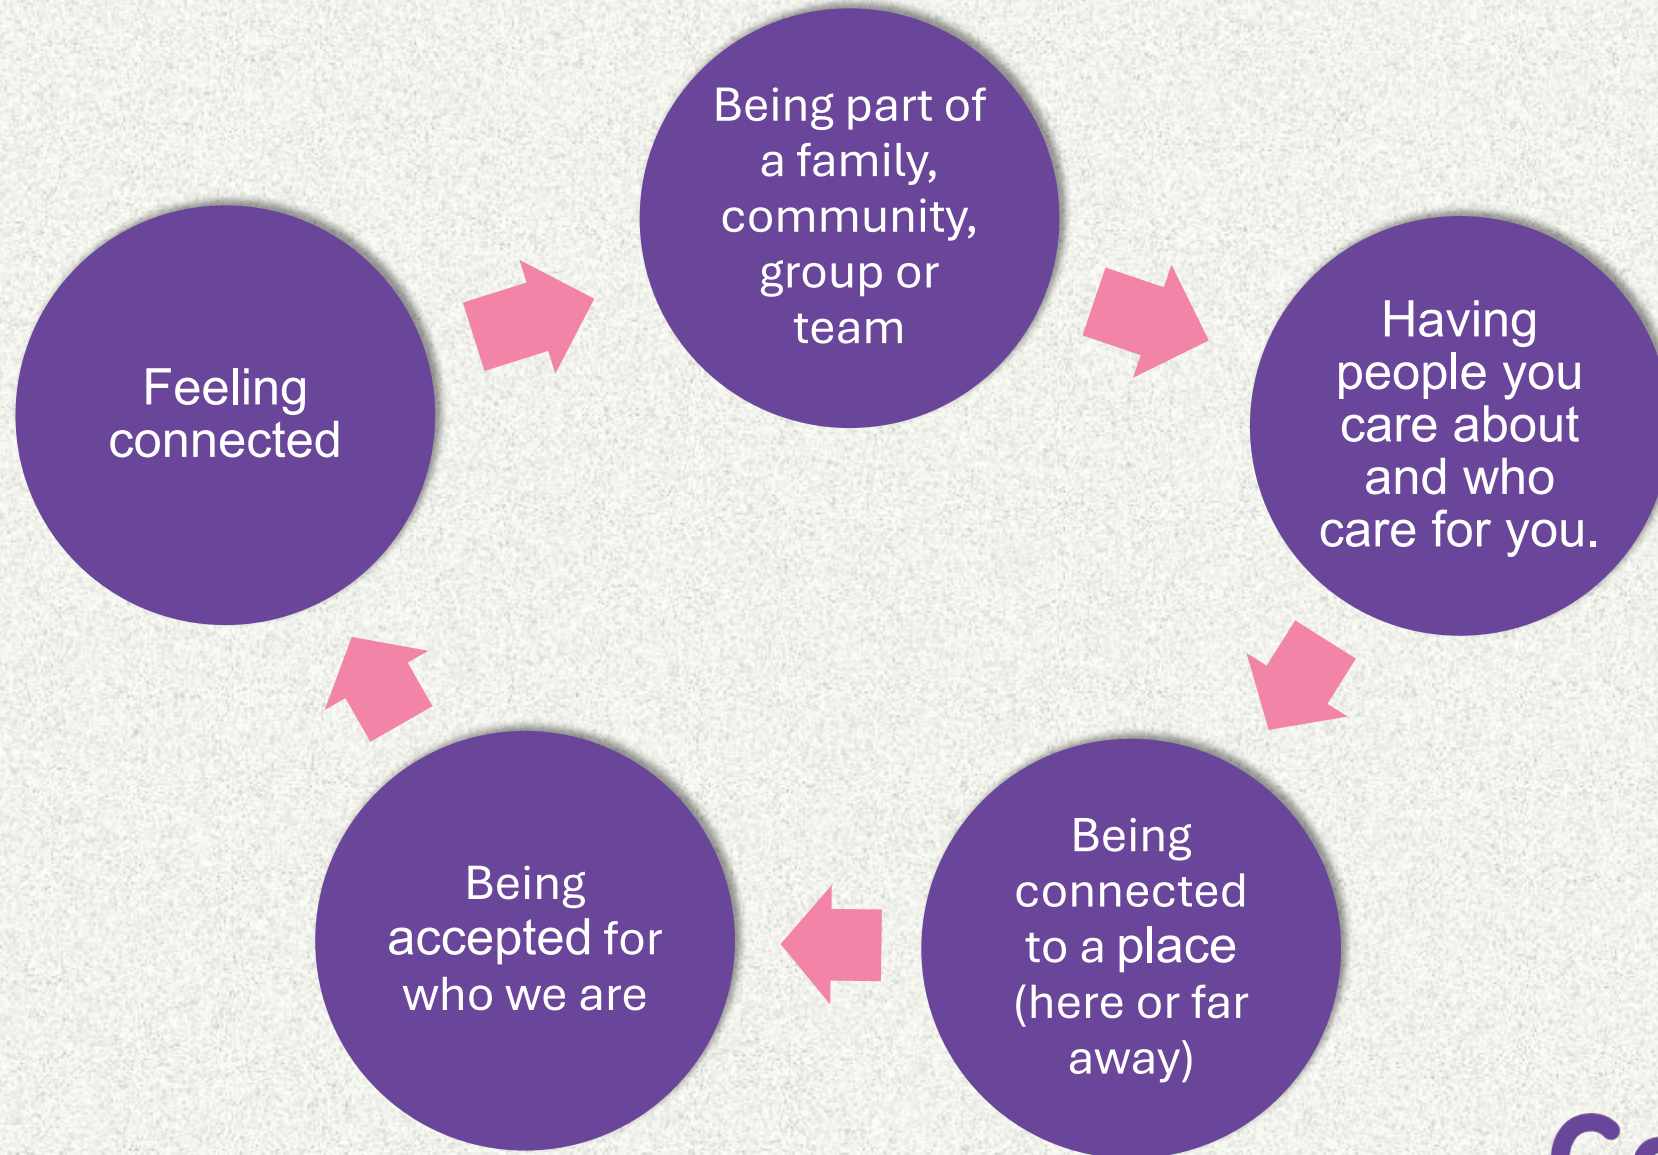 Being part of
a family,
community,
group or
team
Having
people you
care about
and who
care for you.
Being
connected
to a place
(here or far
away)
Being
accepted for
who we are
Feeling
connected